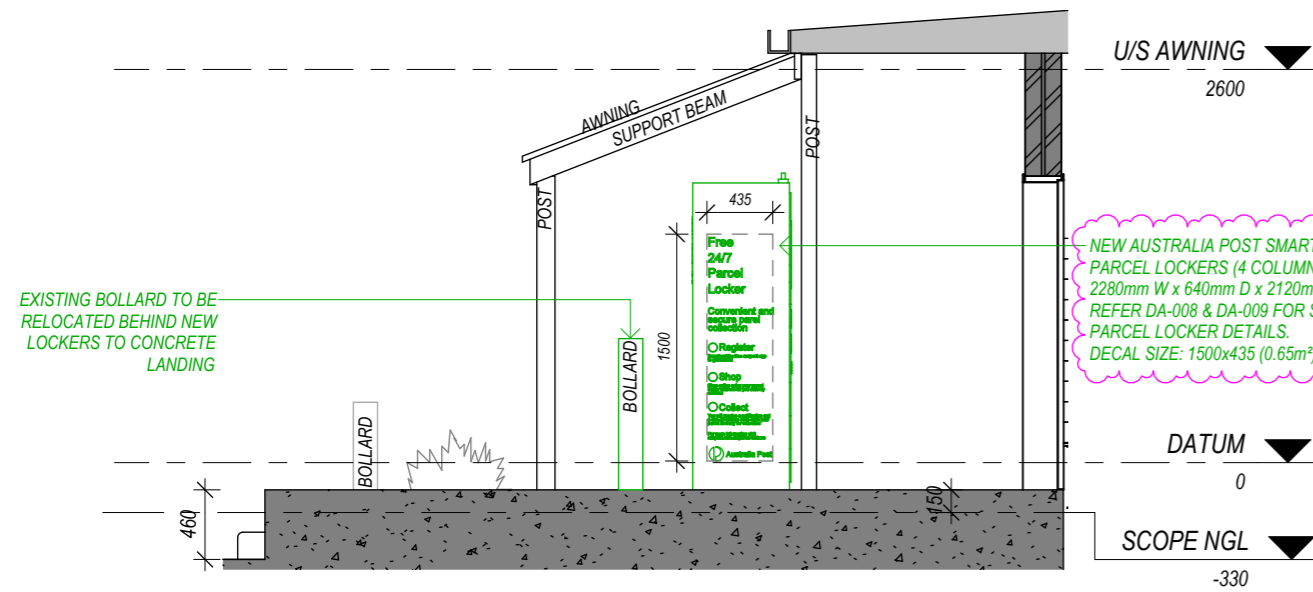 U/S AWNING
2600
AWNING
SUPPORT BEAM
POST
POST
435
1500
Free
24/7
Parcel
Locker
Convenient and
secure parel
collection
Register
Shop
Collect
Australia Post
NEW AUSTRALIA POST SMART
PARCEL LOCKERS (4 COLUMN
2280mm W x 640mm D x 2120m
REFER DA-008 & DA-009 FOR S
PARCEL LOCKER DETAILS.
DECAL SIZE: 1500x435 (0.65m²)
EXISTING BOLLARD TO BE
RELOCATED BEHIND NEW
LOCKERS TO CONCRETE
LANDING
BOLLARD
BOLLARD
DATUM
0
460
150
SCOPE NGL
-330